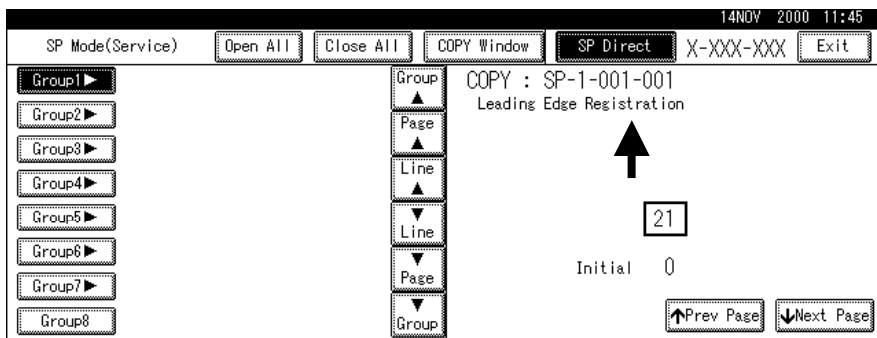 14NOV 2000 11:45
SP Mode(Service) Open All Close All COPY Window SP Direct X-XXX-XXX Exit
Group1▶
Group2▶
Group3▶
Group4▶
Group5▶
Group6▶
Group7▶
Group8
Group
▲
Page
▲
Line
▲
▼
Line
▼
Page
▼
Group
COPY : SP-1-001-001
Leading Edge Registration
21
Initial 0
↑Prev Page ↓Next Page